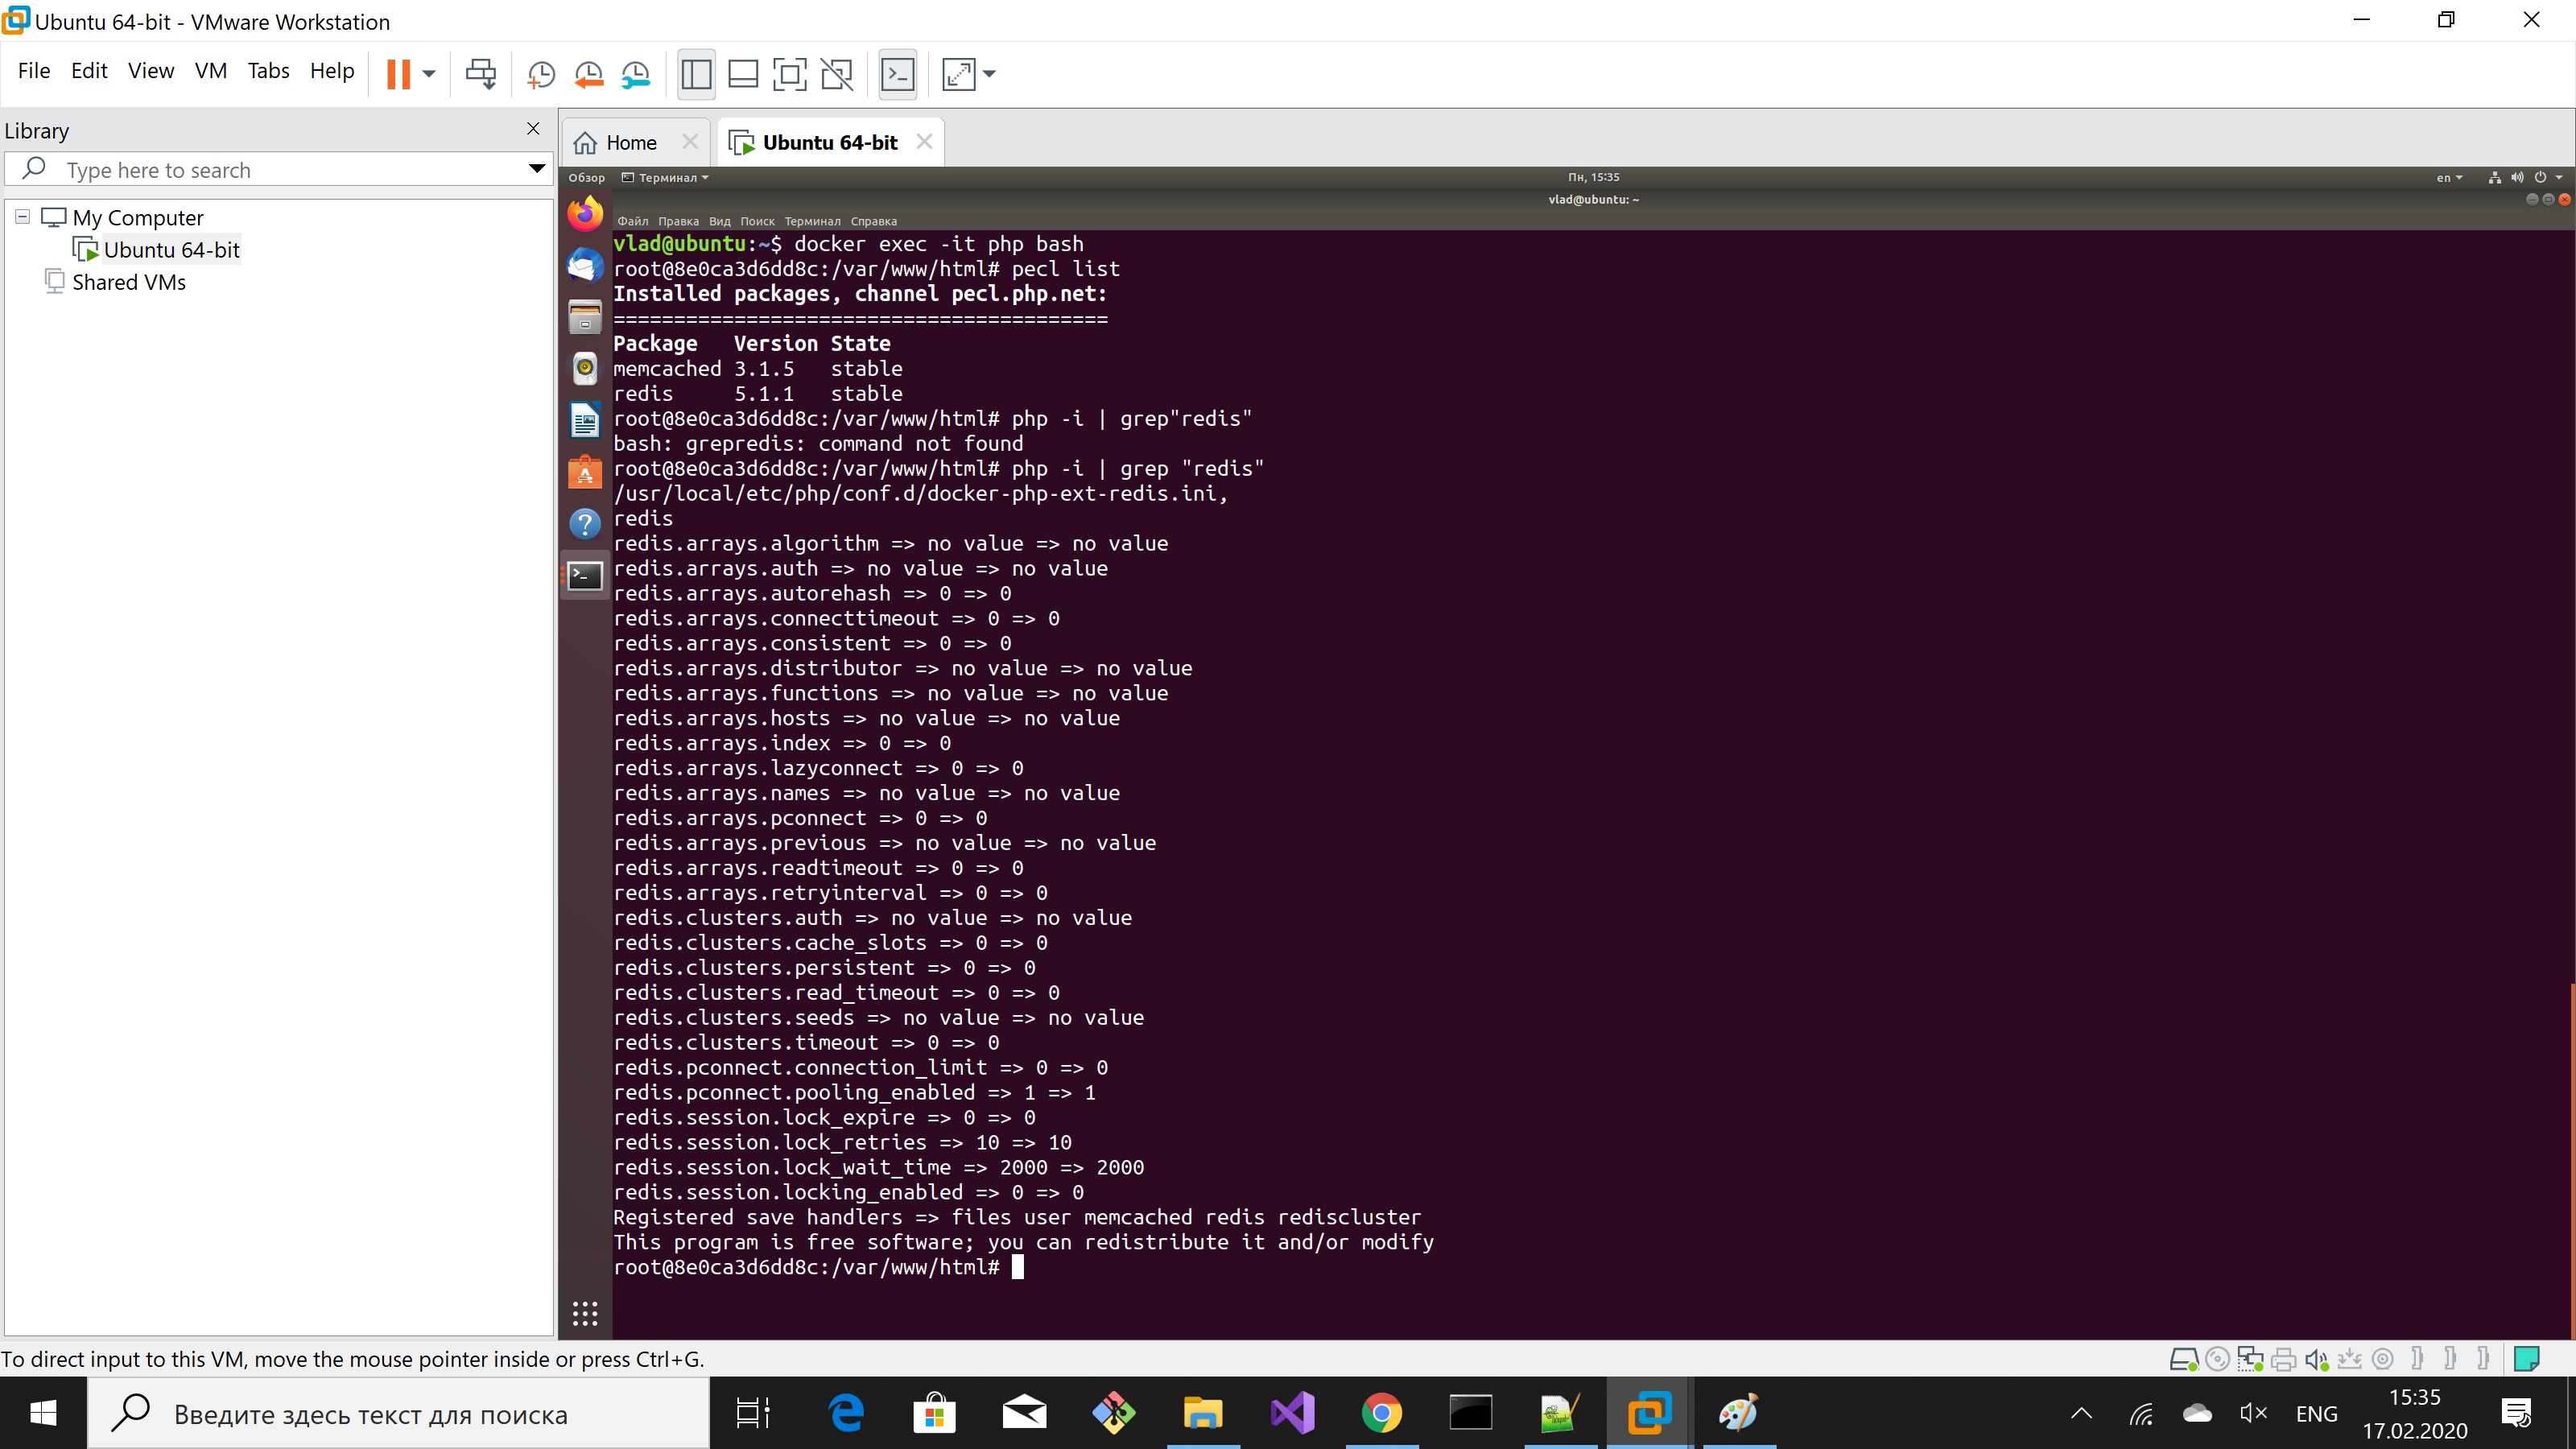 Ubuntu 64-bit - VMware Workstation
File Edit View VM Tabs Help
Library
Type here to search
My Computer
Ubuntu 64-bit
Shared VMs
Home
Ubuntu 64-bit
Обзор Терминал Пн, 15:35 en
vlad@ubuntu: ~
Файл Правка Вид Поиск Терминал Справка
vlad@ubuntu:~$ docker exec -it php bash
root@8e0ca3d6dd8c:/var/www/html# pecl list
Installed packages, channel pecl.php.net:
=========================================
Package Version State
memcached 3.1.5 stable
redis 5.1.1 stable
root@8e0ca3d6dd8c:/var/www/html# php -i | grep"redis"
bash: grepredis: command not found
root@8e0ca3d6dd8c:/var/www/html# php -i | grep "redis"
/usr/local/etc/php/conf.d/docker-php-ext-redis.ini,
redis
redis.arrays.algorithm => no value => no value
redis.arrays.auth => no value => no value
redis.arrays.autorehash => 0 => 0
redis.arrays.connecttimeout => 0 => 0
redis.arrays.consistent => 0 => 0
redis.arrays.distributor => no value => no value
redis.arrays.functions => no value => no value
redis.arrays.hosts => no value => no value
redis.arrays.index => 0 => 0
redis.arrays.lazyconnect => 0 => 0
redis.arrays.names => no value => no value
redis.arrays.pconnect => 0 => 0
redis.arrays.previous => no value => no value
redis.arrays.readtimeout => 0 => 0
redis.arrays.retryinterval => 0 => 0
redis.clusters.auth => no value => no value
redis.clusters.cache_slots => 0 => 0
redis.clusters.persistent => 0 => 0
redis.clusters.read_timeout => 0 => 0
redis.clusters.seeds => no value => no value
redis.clusters.timeout => 0 => 0
redis.pconnect.connection_limit => 0 => 0
redis.pconnect.pooling_enabled => 1 => 1
redis.session.lock_expire => 0 => 0
redis.session.lock_retries => 10 => 10
redis.session.lock_wait_time => 2000 => 2000
redis.session.locking_enabled => 0 => 0
Registered save handlers => files user memcached redis rediscluster
This program is free software; you can redistribute it and/or modify
root@8e0ca3d6dd8c:/var/www/html#
To direct input to this VM, move the mouse pointer inside or press Ctrl+G.
Введите здесь текст для поиска
ENG
15:35
17.02.2020